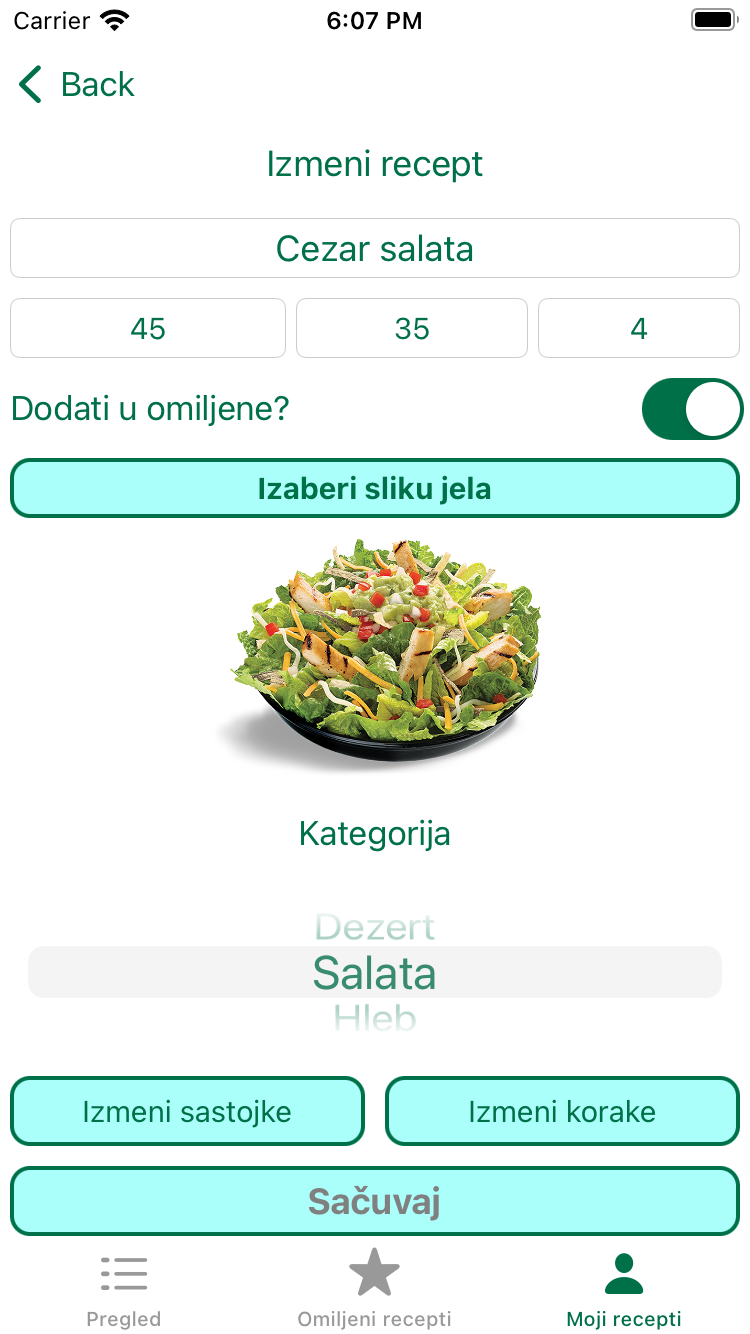 Carrier 6:07 PM
Back
Izmeni recept
Cezar salata
45 35 4
Dodati u omiljene?
Izaberi sliku jela
Kategorija
Dezert
Salata
Hleb
Izmeni sastojke Izmeni korake
Sačuvaj
Pregled Omiljeni recepti Moji recepti